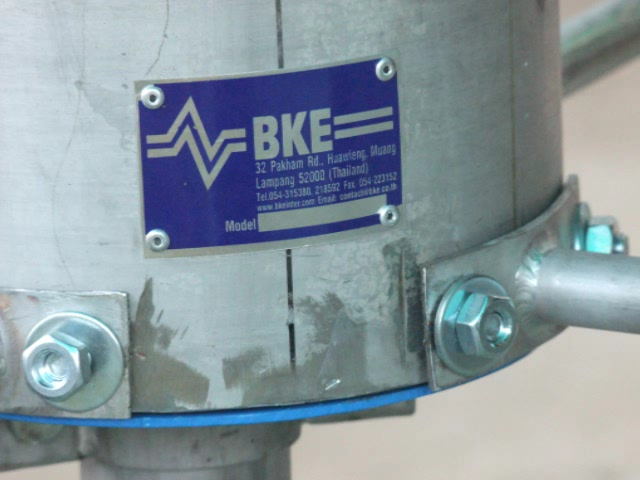 BKE
32 Pakham Rd., Huawieng, Muang
Lampang 52000 (Thailand)
Tel.054-315380, 218592 Fax. 054-223152
www.bkeinter.com Email: contact@bke.co.th
Model